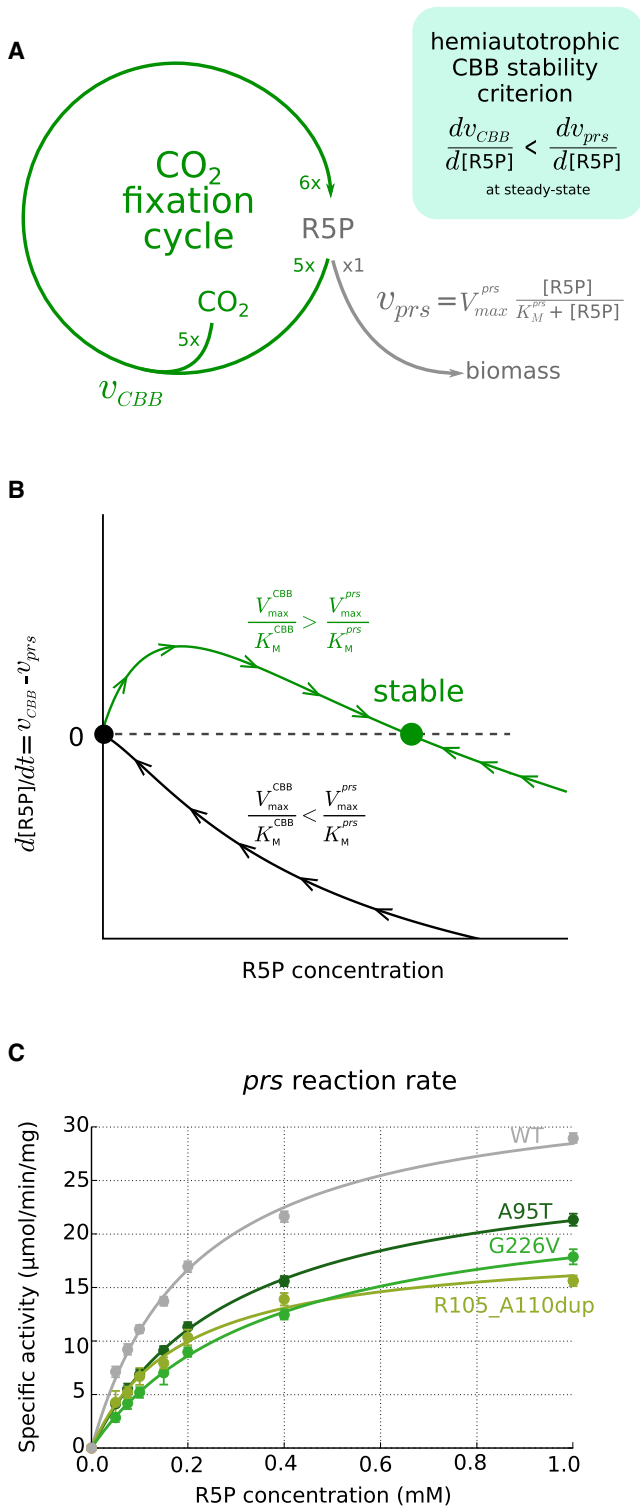 A
hemiautotrophic
CBB stability
criterion
dv_CBB/d[R5P] < dv_prs/d[R5P]
at steady-state
CO2
fixation
cycle
6x
R5P
5x
x1
CO2
5x
v_CBB
v_prs = V_max^prs [R5P]/(K_M^prs + [R5P])
biomass
B
d[R5P]/dt = v_CBB - v_prs
V_max^CBB/K_M^CBB > V_max^prs/K_M^prs
stable
0
V_max^CBB/K_M^CBB < V_max^prs/K_M^prs
R5P concentration
C
prs reaction rate
Specific activity (μmol/min/mg)
30
25
20
15
10
5
0
WT
A95T
G226V
R105_A110dup
0.0 0.2 0.4 0.6 0.8 1.0
R5P concentration (mM)